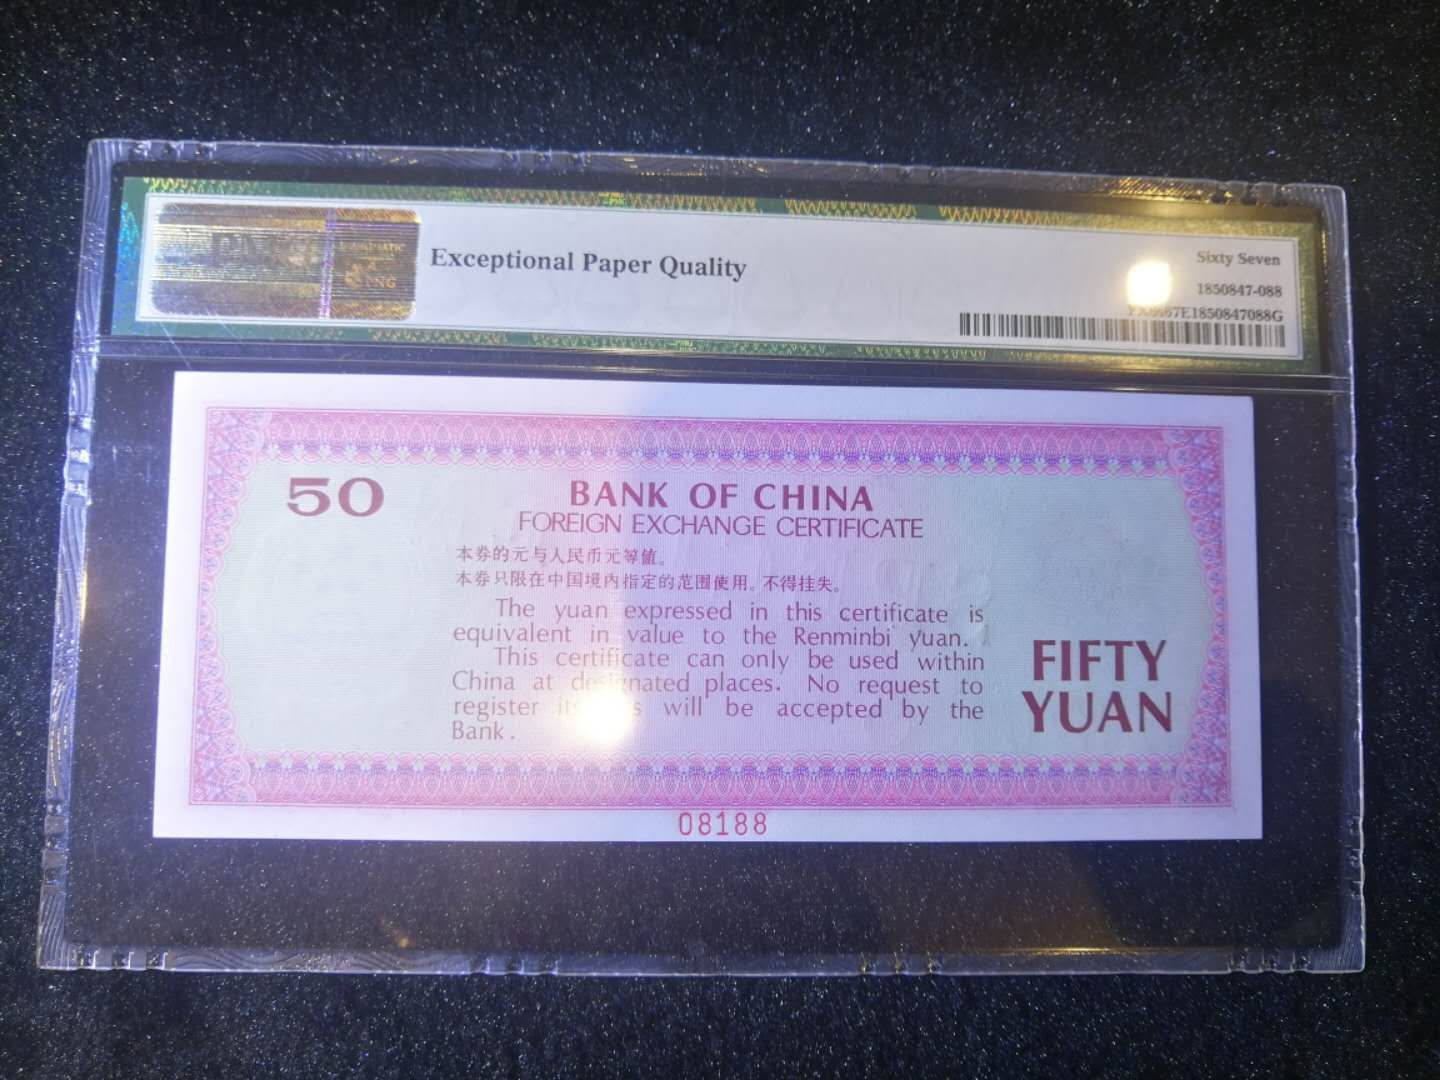 Exceptional Paper Quality
Sixty Seven
1850847-088
50
BANK OF CHINA
FOREIGN EXCHANGE CERTIFICATE
本券的元与人民币元等值。
本券只限在中国境内指定的范围使用。不得挂失。
The yuan expressed in this certificate is
equivalent in value to the Renminbi yuan.
This certificate can only be used within
China at designated places. No request to
register will be accepted by the
Bank.
FIFTY
YUAN
08188